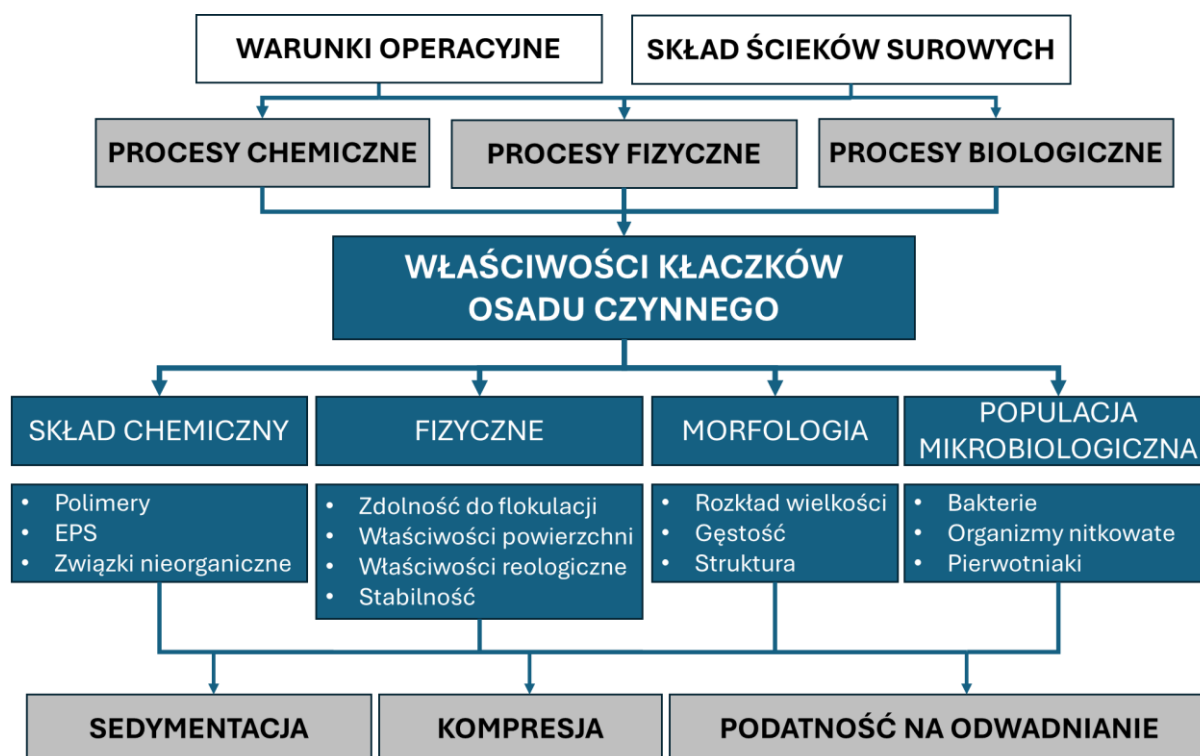 WARUNKI OPERACYJNE
SKŁAD ŚCIEKÓW SUROWYCH
PROCESY CHEMICZNE
PROCESY FIZYCZNE
PROCESY BIOLOGICZNE
WŁAŚCIWOŚCI KŁACZKÓW
OSADU CZYNNEGO
SKŁAD CHEMICZNY
FIZYCZNE
MORFOLOGIA
POPULACJA
MIKROBIOLOGICZNA
• Polimery
• EPS
• Związki nieorganiczne
• Zdolność do flokulacji
• Właściwości powierzchni
• Właściwości reologiczne
• Stabilność
• Rozkład wielkości
• Gęstość
• Struktura
• Bakterie
• Organizmy nitkowate
• Pierwotniaki
SEDYMENTACJA
KOMPRESJA
PODATNOŚĆ NA ODWADNIANIE